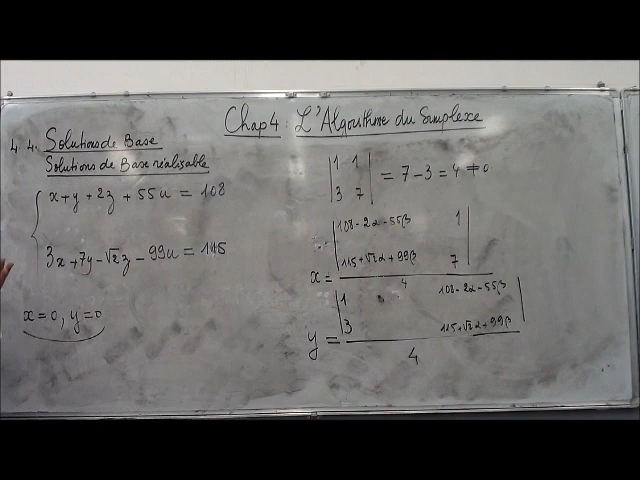 Chap 4 : L'Algorithme du Simplexe
4.4. Solutions de Base
Solutions de Base réalisable
x + y + 2z + 55u = 108
3x + 7y - √2z - 99u = 115
x = 0, y = 0
|1 1|
|3 7| = 7 - 3 = 4 ≠ 0
x = |108 - 2α - 55β 1|
|115 + √2α + 99β 7|
4
y = |1 108 - 2α - 55β|
|3 115 + √2α + 99β|
4